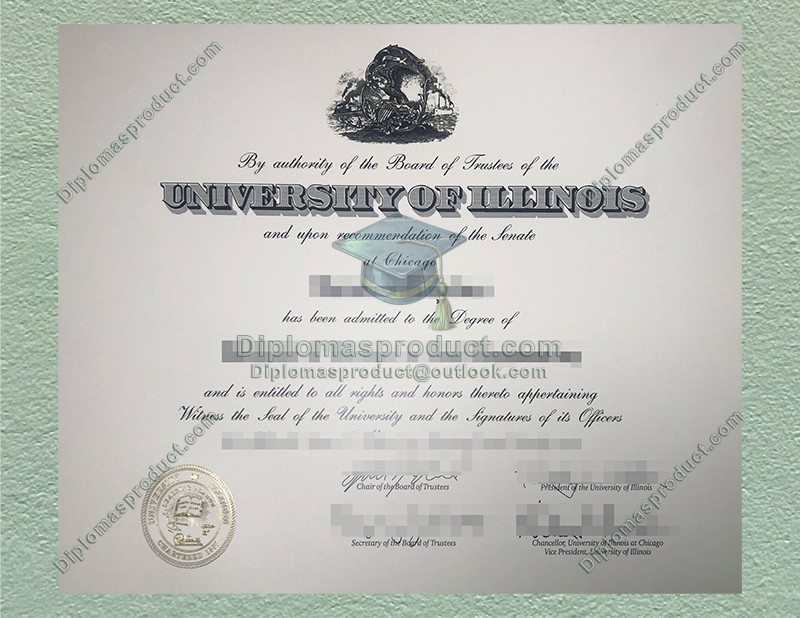 Diplomasproduct.com
Diplomasproduct.com
By authority of the Board of Trustees of the
UNIVERSITY OF ILLINOIS
and upon recommendation of the Senate
at Chicago
has been admitted to the Degree of
Diplomasproduct.com
Diplomasproduct@outlook.com
and is entitled to all rights and honors thereto appertaining
Witness the Seal of the University and the Signatures of its Officers
Chair of the Board of Trustees
President of the University of Illinois
Secretary of the Board of Trustees
Chancellor, University of Illinois at Chicago
Vice President, University of Illinois
Diplomasproduct.com
Diplomasproduct.com